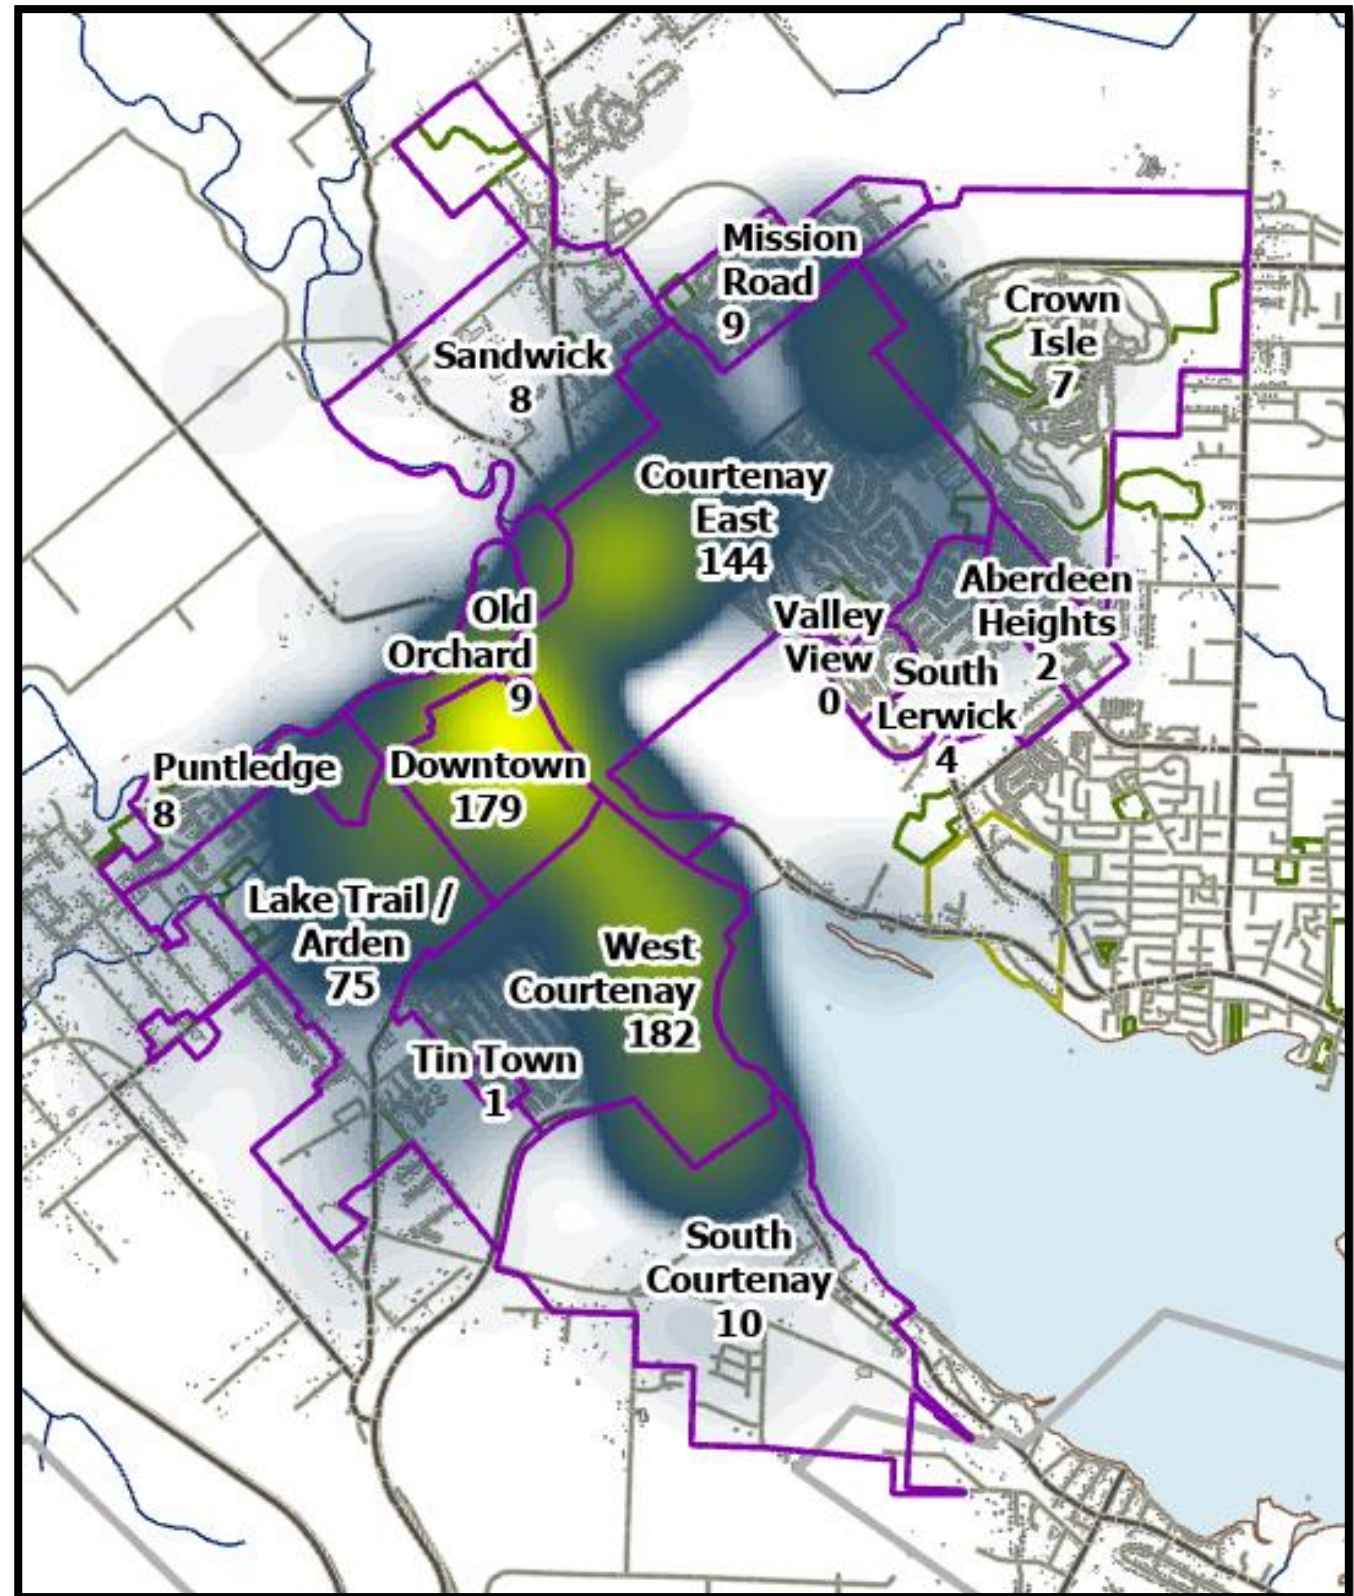 Mission
Road
9
Crown
Isle
7
Sandwick
8
Courtenay
East
144
Aberdeen
Heights
2
Valley
View
0
Old
Orchard
9
South
Lerwick
4
Puntledge
8
Downtown
179
Lake Trail /
Arden
75
West
Courtenay
182
Tin Town
1
South
Courtenay
10